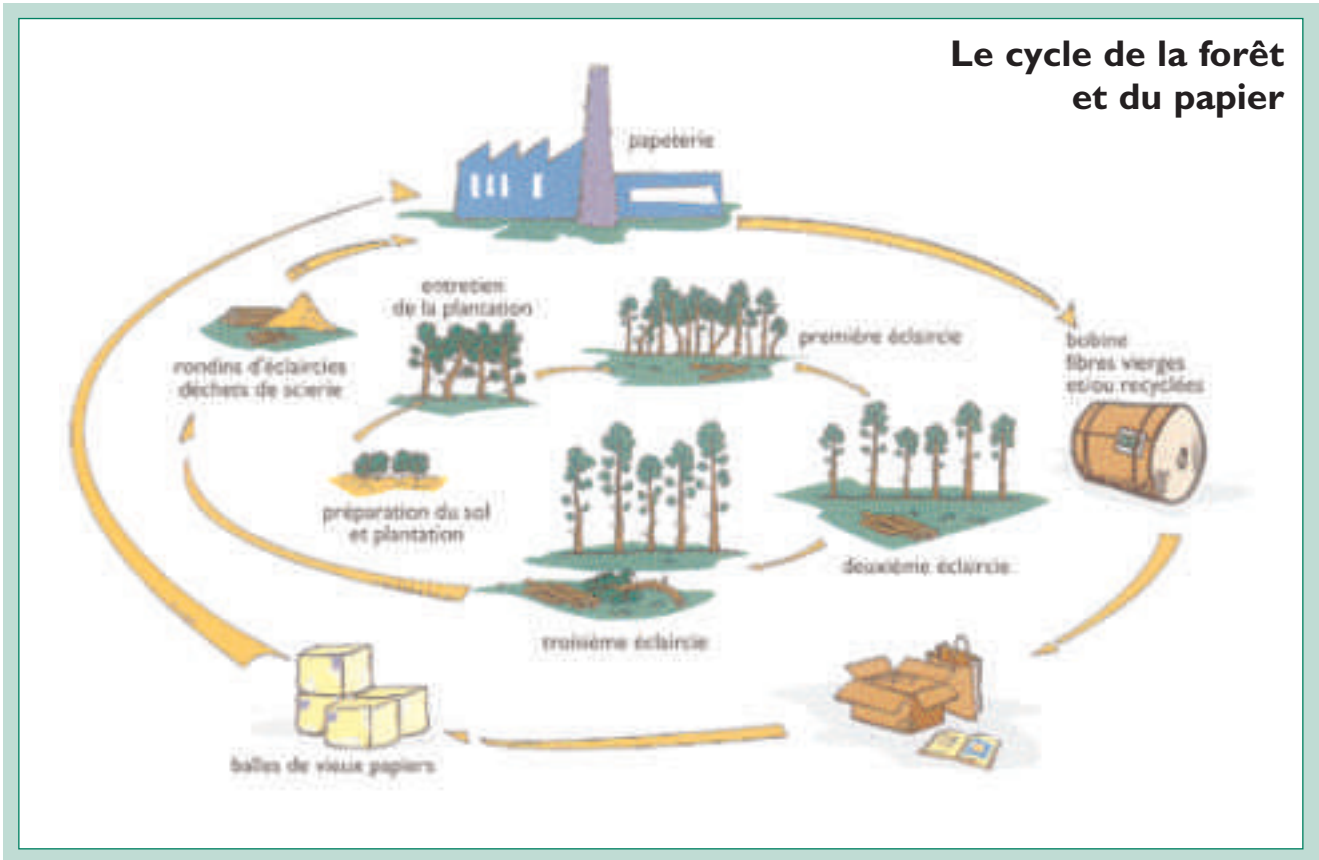 Le cycle de la forêt
et du papier
papeterie
entretien
de la plantation
première éclaircie
bobine
fibres vierges
et/ou recyclées
rondins d'éclaircies
déchets de scierie
préparation du sol
et plantation
deuxième éclaircie
troisième éclaircie
balles de vieux papiers